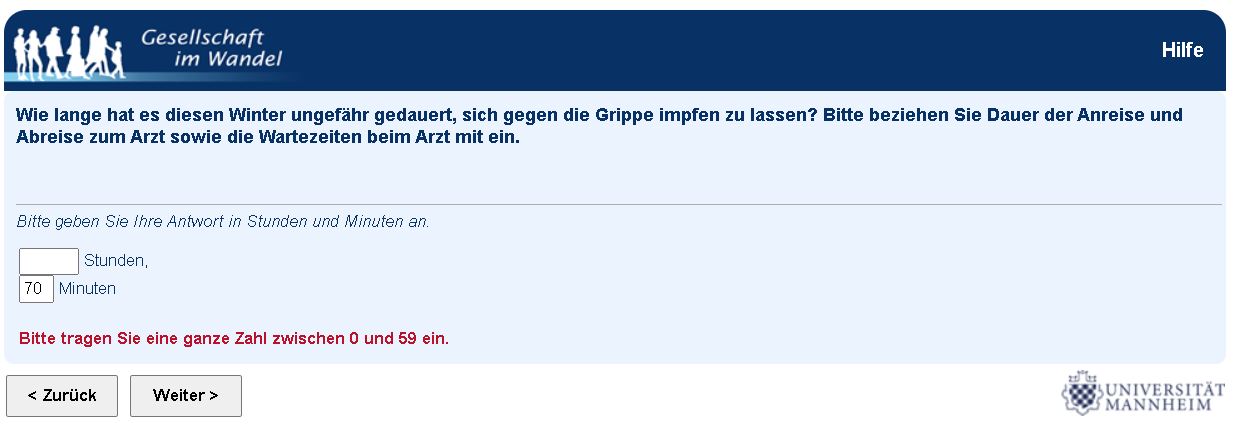 Gesellschaft
im Wandel
Hilfe
Wie lange hat es diesen Winter ungefähr gedauert, sich gegen die Grippe impfen zu lassen? Bitte beziehen Sie Dauer der Anreise und
Abreise zum Arzt sowie die Wartezeiten beim Arzt mit ein.
Bitte geben Sie Ihre Antwort in Stunden und Minuten an.
Stunden,
70 Minuten
Bitte tragen Sie eine ganze Zahl zwischen 0 und 59 ein.
< Zurück Weiter >
UNIVERSITÄT
MANNHEIM